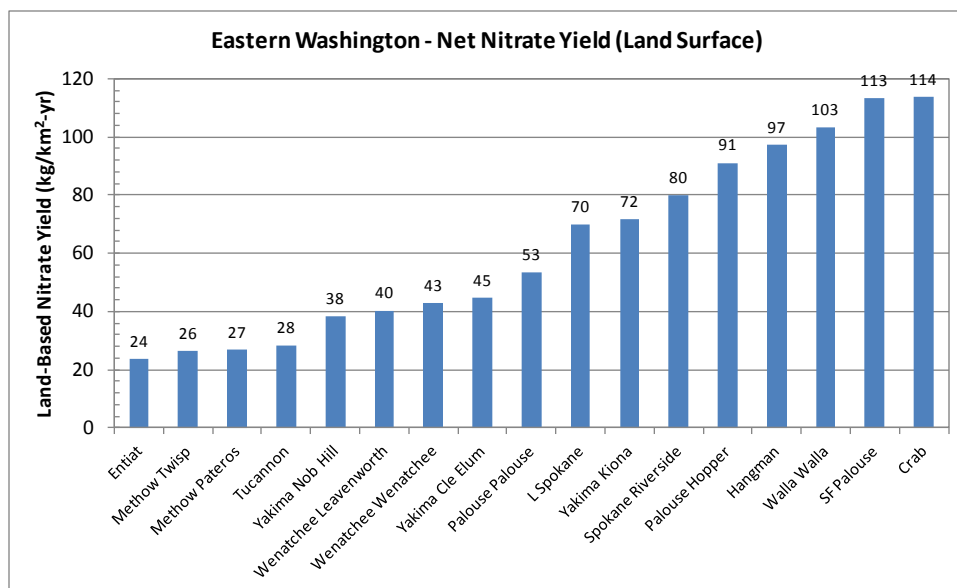 Eastern Washington - Net Nitrate Yield (Land Surface)
Land-Based Nitrate Yield (kg/km²-yr)
120
100
80
60
40
20
0
24
26
27
28
38
40
43
45
53
70
72
80
91
97
103
113
114
Entiat
Methow Twisp
Methow Pateros
Tucannon
Yakima Nob Hill
Wenatchee Leavenworth
Wenatchee Wenatchee
Yakima Cle Elum
Palouse Palouse
L Spokane
Yakima Kiona
Spokane Riverside
Palouse Hopper
Hangman
Walla Walla
SF Palouse
Crab